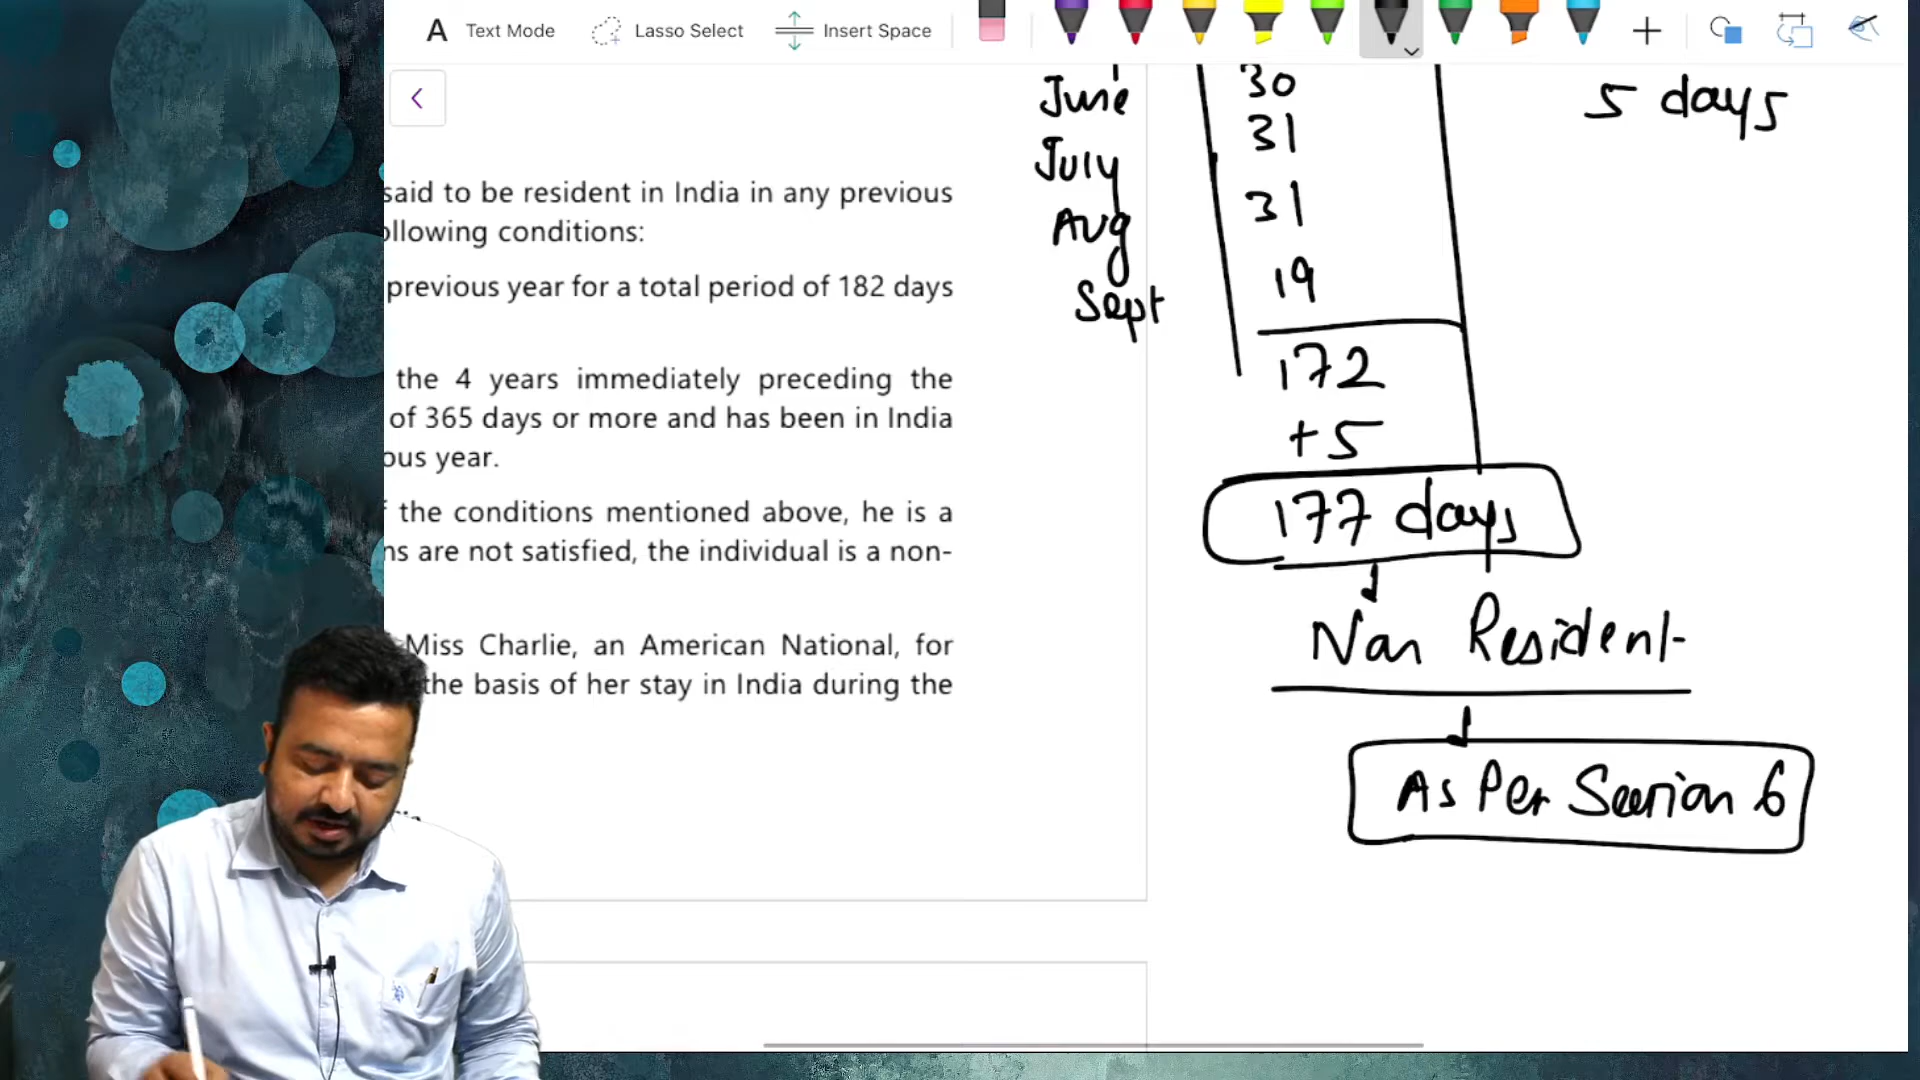 A Text Mode Lasso Select Insert Space
said to be resident in India in any previous
ollowing conditions:
previous year for a total period of 182 days
the 4 years immediately preceding the
of 365 days or more and has been in India
ous year.
f the conditions mentioned above, he is a
ns are not satisfied, the individual is a non-
Miss Charlie, an American National, for
the basis of her stay in India during the
June 30
July 31
Aug 31
Sept 19
172
+5
177 days
Non Resident
As Per Section 6
5 days